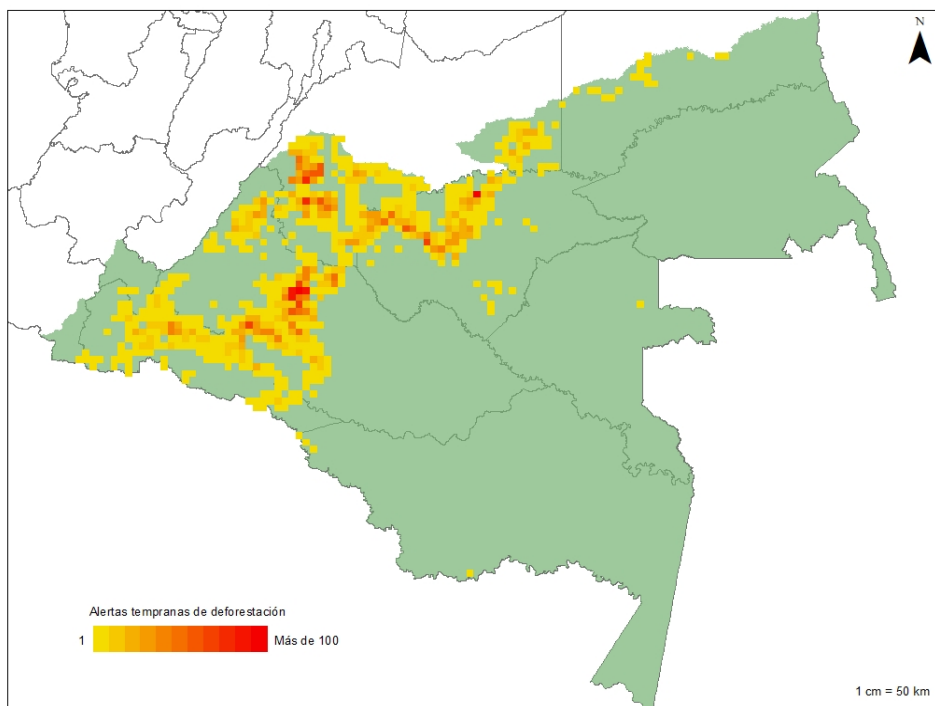 N
Alertas tempranas de deforestación
1 Más de 100
1 cm = 50 km